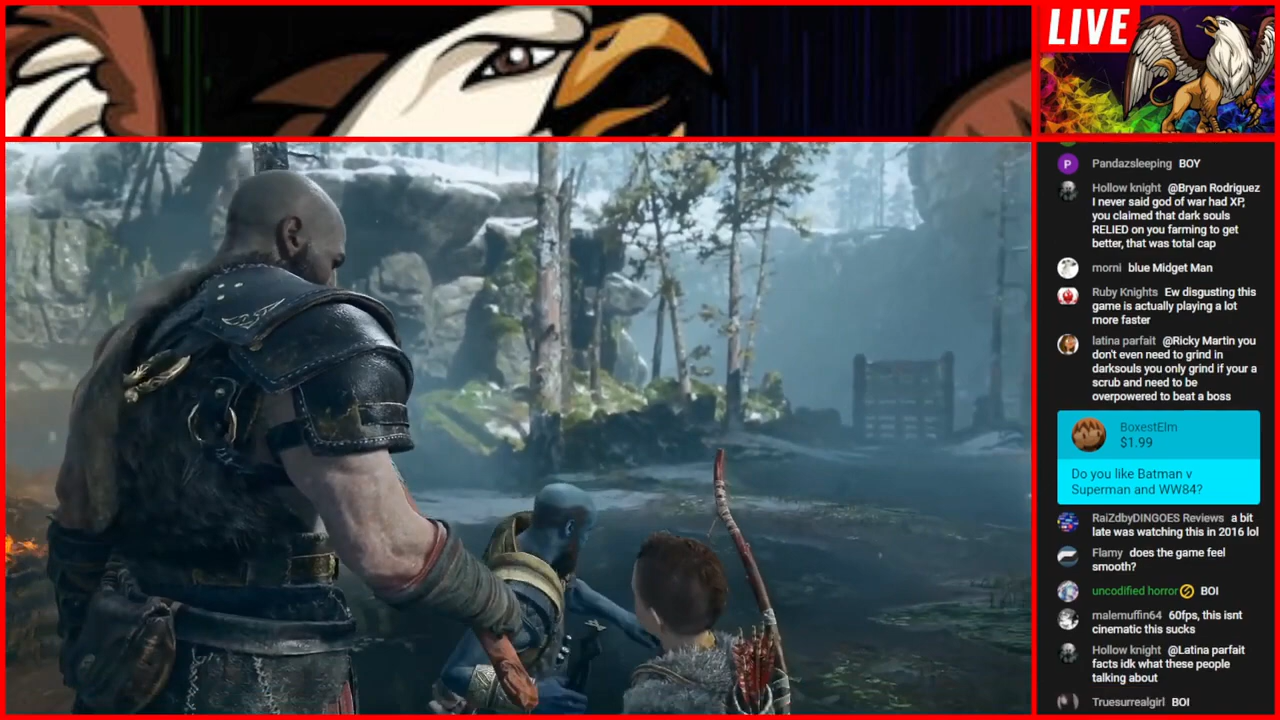 LIVE
P
Pandazsleeping BOY
Hollow knight @Bryan Rodriguez
I never said god of war had XP,
you claimed that dark souls
RELIED on you farming to get
better, that was total cap
morni blue Midget Man
Ruby Knights Ew disgusting this
game is actually playing a lot
more faster
latina parfait @Ricky Martin you
don't even need to grind in
darksouls you only grind if your a
scrub and need to be
overpowered to beat a boss
BoxestElm
$1.99
Do you like Batman v
Superman and WW84?
RaiZdbyDINGOES Reviews a bit
late was watching this in 2016 lol
Flamy does the game feel
smooth?
uncodified horror BOI
malemuffin64 60fps, this isnt
cinematic this sucks
Hollow knight @Latina parfait
facts idk what these people
talking about
Truesurrealgirl BOI